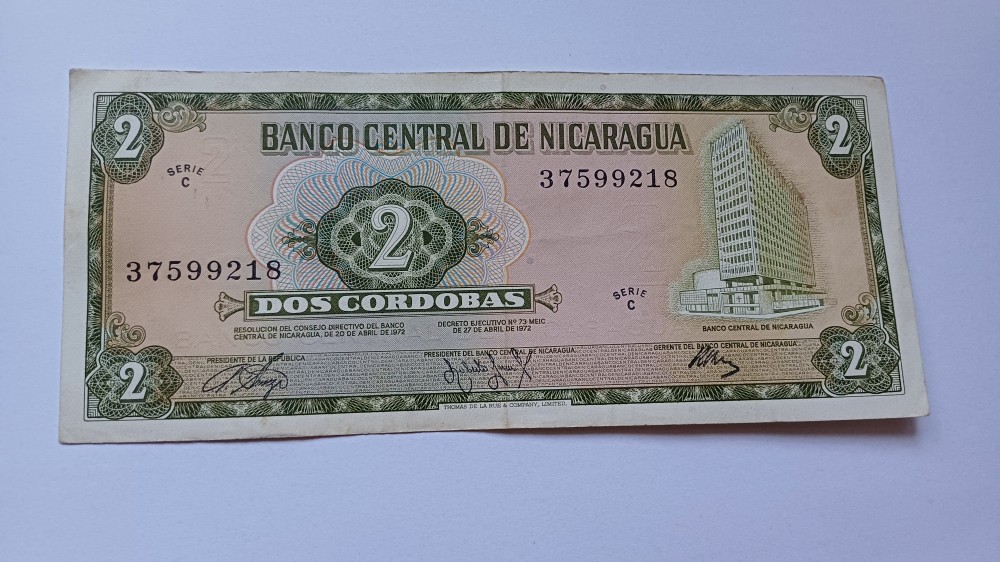 2
2
BANCO CENTRAL DE NICARAGUA
SERIE
C
37599218
2
37599218
DOS CORDOBAS
SERIE
C
RESOLUCION DEL CONSEJO DIRECTIVO DEL BANCO
CENTRAL DE NICARAGUA, DE 20 DE ABRIL DE 1972
DECRETO EJECUTIVO Nº 73-MEIC
DE 27 DE ABRIL DE 1972
BANCO CENTRAL DE NICARAGUA
PRESIDENTE DE LA REPUBLICA
PRESIDENTE DEL BANCO CENTRAL DE NICARAGUA
GERENTE DEL BANCO CENTRAL DE NICARAGUA
2
2
THOMAS DE LA RUE & COMPANY, LIMITED.